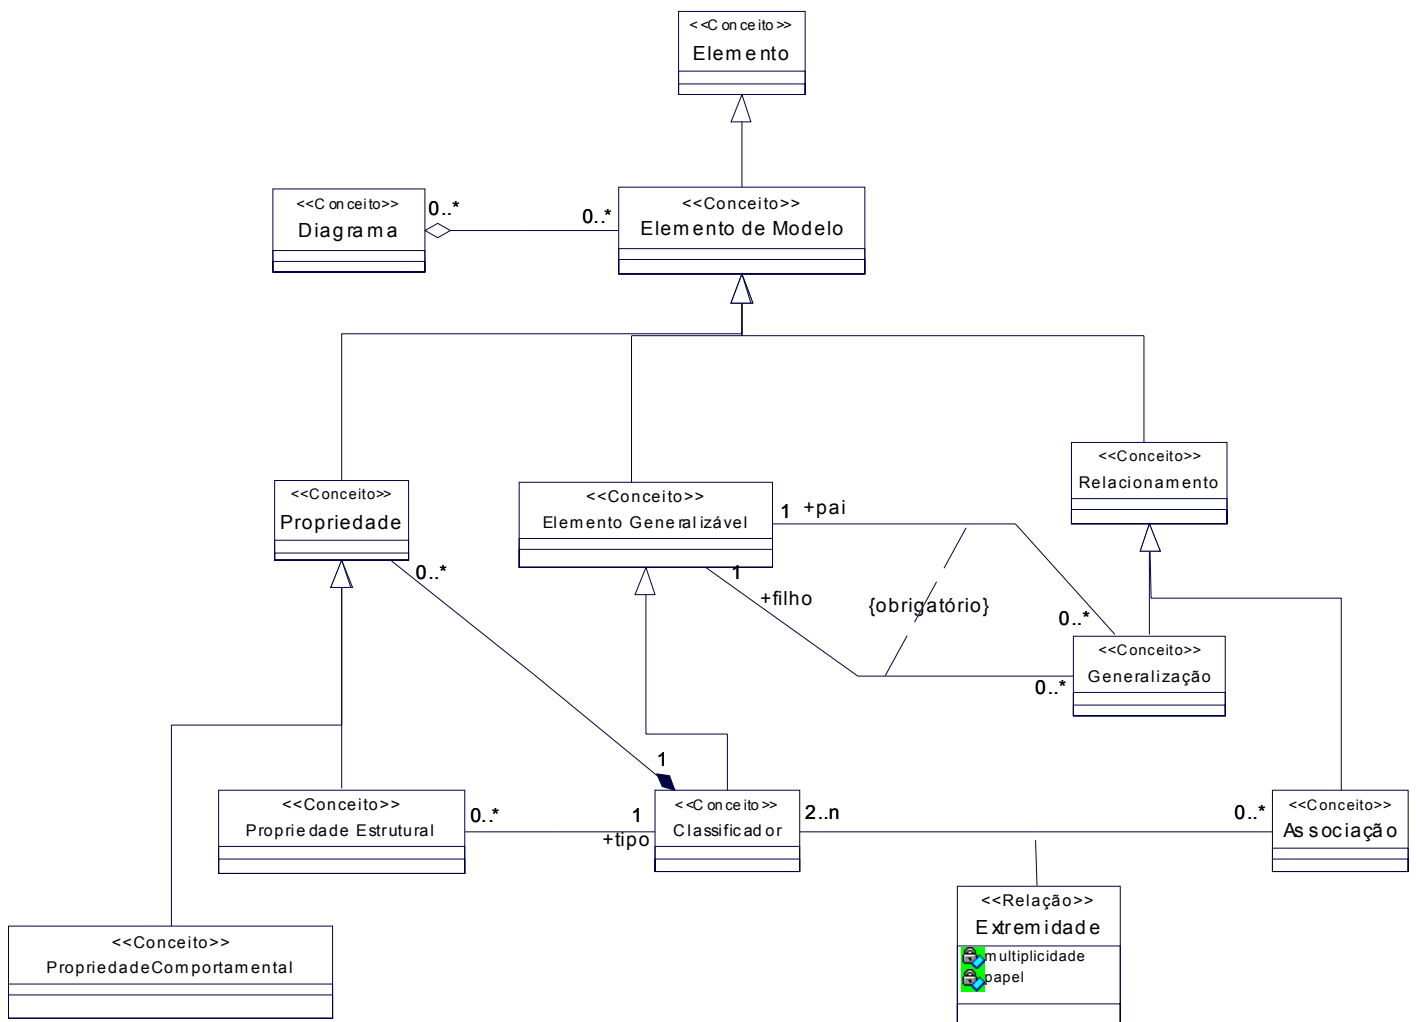 <<Conceito>>
Elemento
<<Conceito>>
Diagrama
0..*
0..*
<<Conceito>>
Elemento de Modelo
<<Conceito>>
Propriedade
<<Conceito>>
Elemento Generalizável
<<Conceito>>
Relacionamento
1
+pai
0..*
1
+filho
{obrigatório}
0..*
0..*
<<Conceito>>
Generalização
1
<<Conceito>>
Propriedade Estrutural
0..*
1
+tipo
<<Conceito>>
Classificador
2..n
0..*
<<Conceito>>
Associação
<<Relação>>
Extremidade
multiplicidade
papel
<<Conceito>>
PropriedadeComportamental